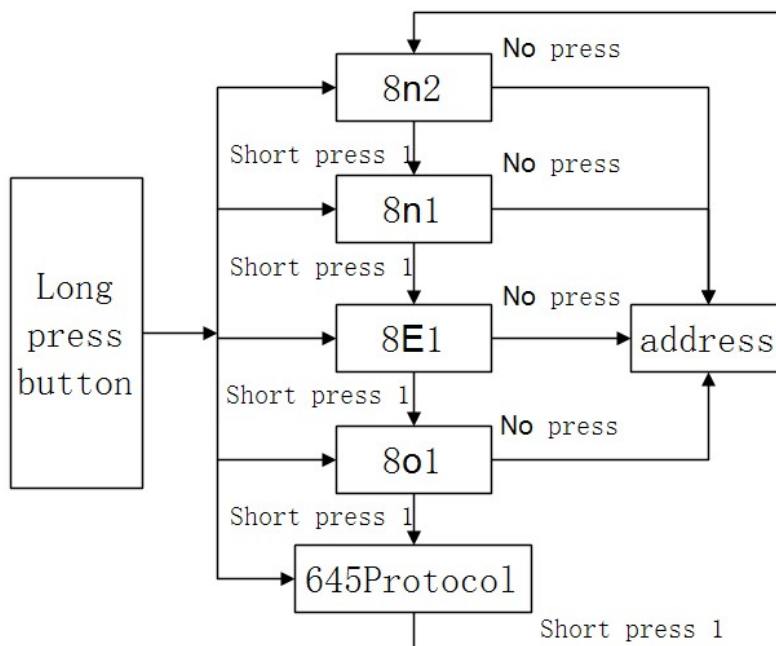 No press
8n2
Short press 1
No press
8n1
Short press 1
Long
press
button
No press
8E1
address
Short press 1
No press
8o1
Short press 1
645Protocol
Short press 1